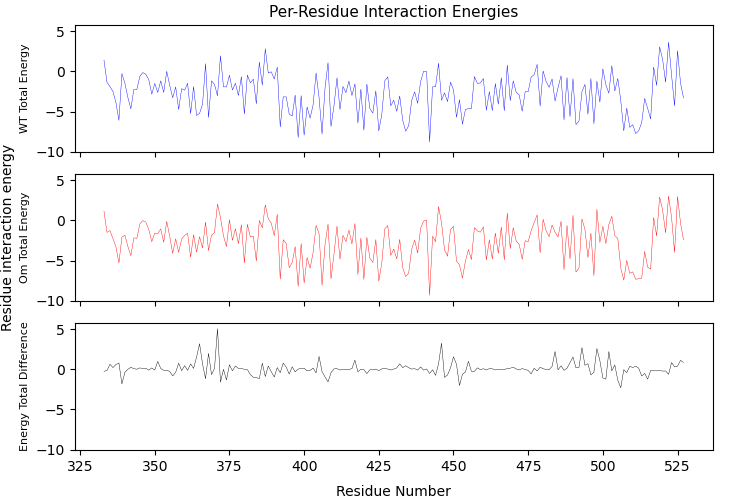 Per-Residue Interaction Energies
Residue interaction energy
WT Total Energy
5
0
−5
−10
Om Total Energy
5
0
−5
−10
Energy Total Difference
5
0
−5
−10
325 350 375 400 425 450 475 500 525
Residue Number